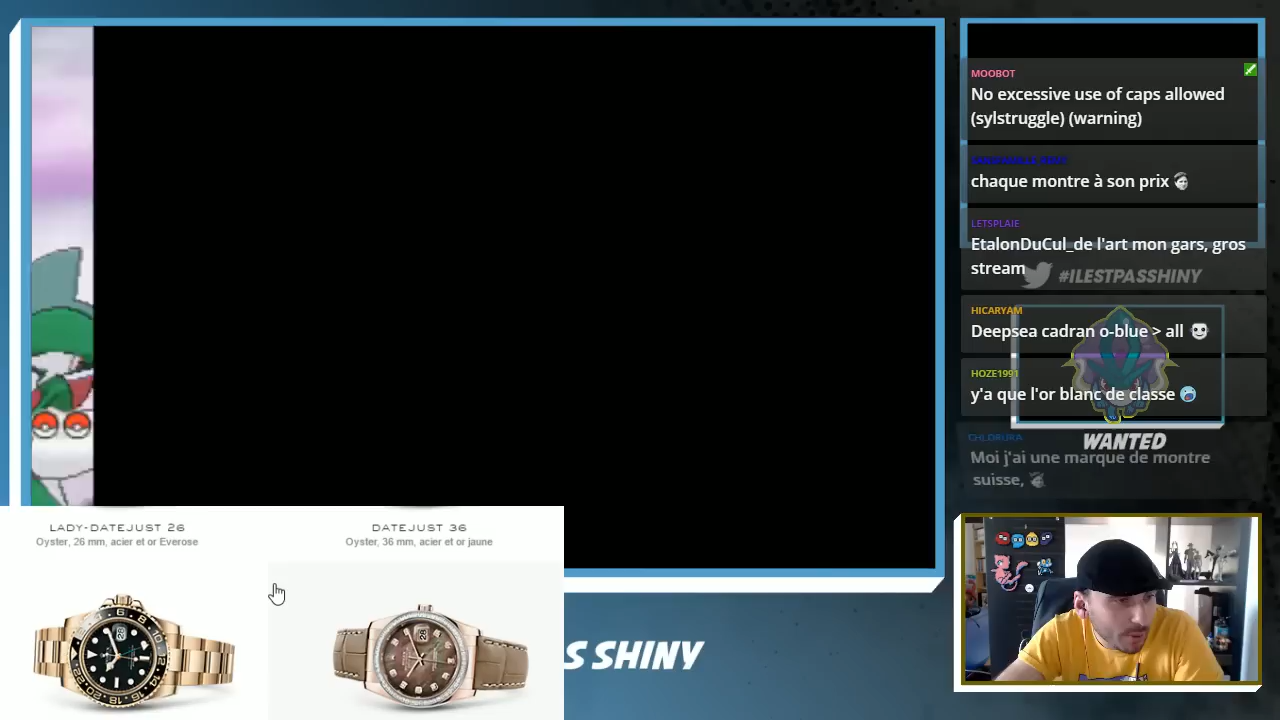 MOOBOT
No excessive use of caps allowed
(sylstruggle) (warning)
chaque montre à son prix
LETSPLAIE
EtalonDuCul_de l'art mon gars, gros
stream
#ILESTPASSHINY
HICARYAM
Deepsea cadran o-blue > all
HOZE1991
y'a que l'or blanc de classe
WANTED
CHLORUKA
Moi j'ai une marque de montre
suisse,
LADY-DATEJUST 26
Oyster, 26 mm, acier et or Everose
DATEJUST 36
Oyster, 36 mm, acier et or jaune
S SHINY